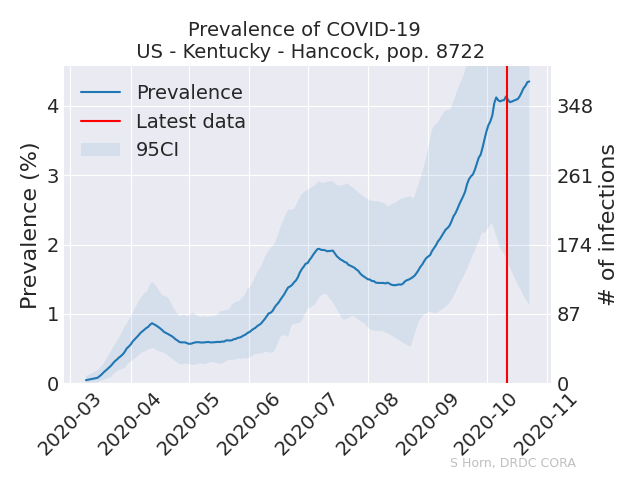 Prevalence of COVID-19
US - Kentucky - Hancock, pop. 8722
Prevalence
Latest data
95CI
Prevalence (%)
4
3
2
1
0
348
261
174
87
0
# of infections
2020-03
2020-04
2020-05
2020-06
2020-07
2020-08
2020-09
2020-10
2020-11
S Horn, DRDC CORA